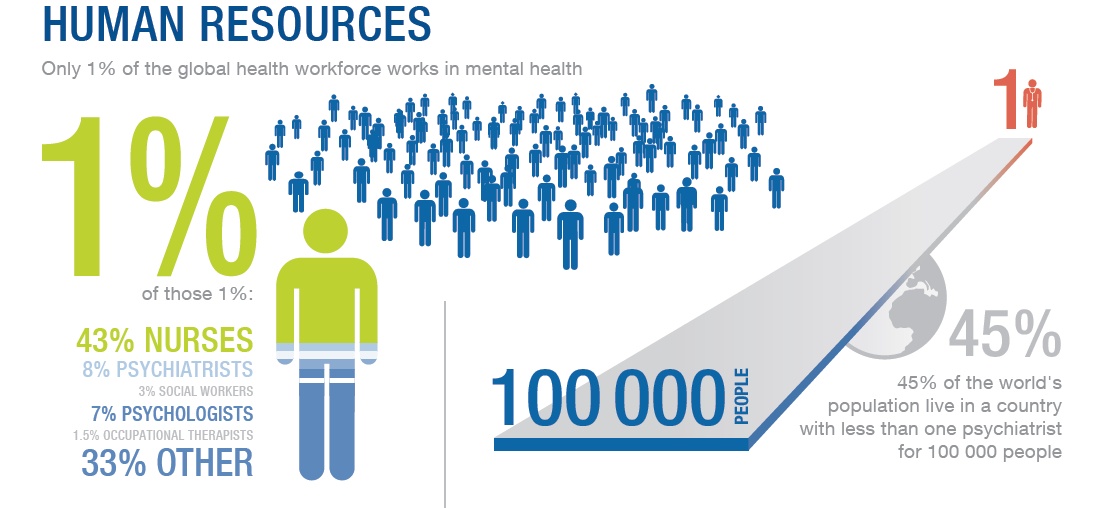 HUMAN RESOURCES
Only 1% of the global health workforce works in mental health
1%
of those 1%:
43% NURSES
8% PSYCHIATRISTS
3% SOCIAL WORKERS
7% PSYCHOLOGISTS
1.5% OCCUPATIONAL THERAPISTS
33% OTHER
1
100 000 PEOPLE
45%
45% of the world's
population live in a country
with less than one psychiatrist
for 100 000 people